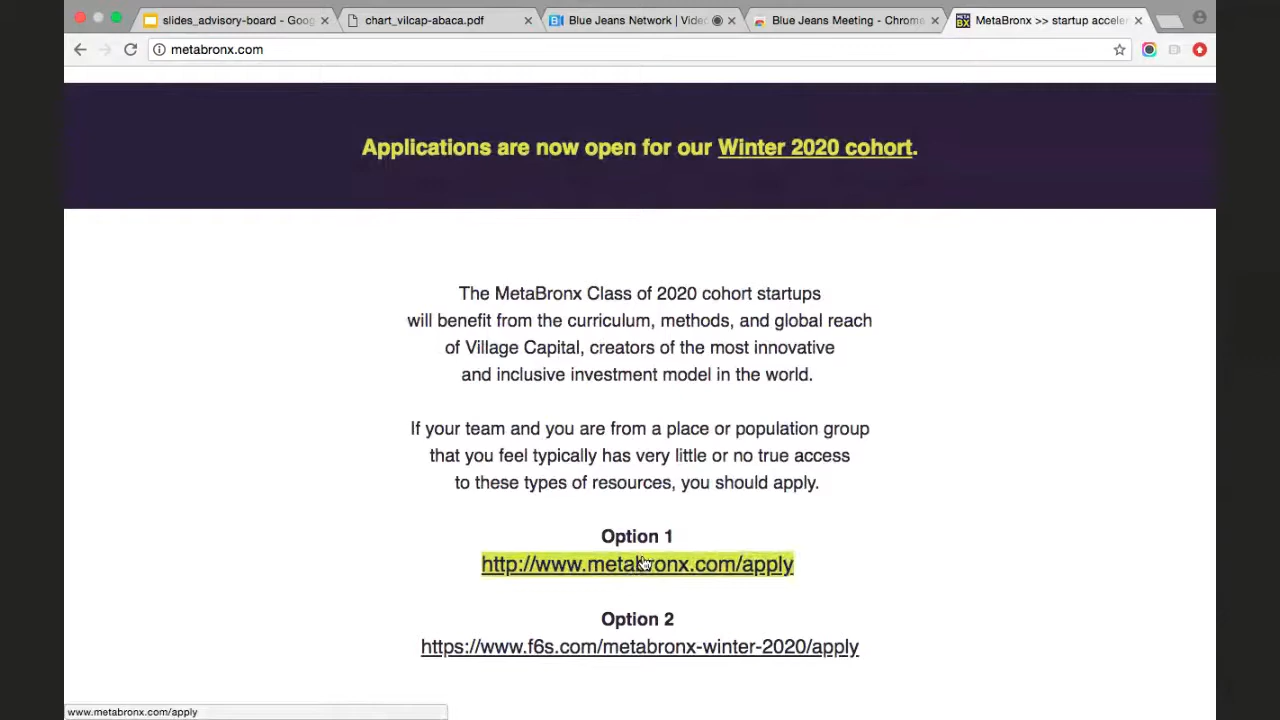 slides_advisory-board - Goog
chart_vilcap-abaca.pdf
Blue Jeans Network | Video
Blue Jeans Meeting - Chrome
MetaBronx >> startup acceler
metabronx.com
Applications are now open for our Winter 2020 cohort.
The MetaBronx Class of 2020 cohort startups
will benefit from the curriculum, methods, and global reach
of Village Capital, creators of the most innovative
and inclusive investment model in the world.
If your team and you are from a place or population group
that you feel typically has very little or no true access
to these types of resources, you should apply.
Option 1
http://www.metabronx.com/apply
Option 2
https://www.f6s.com/metabronx-winter-2020/apply
www.metabronx.com/apply